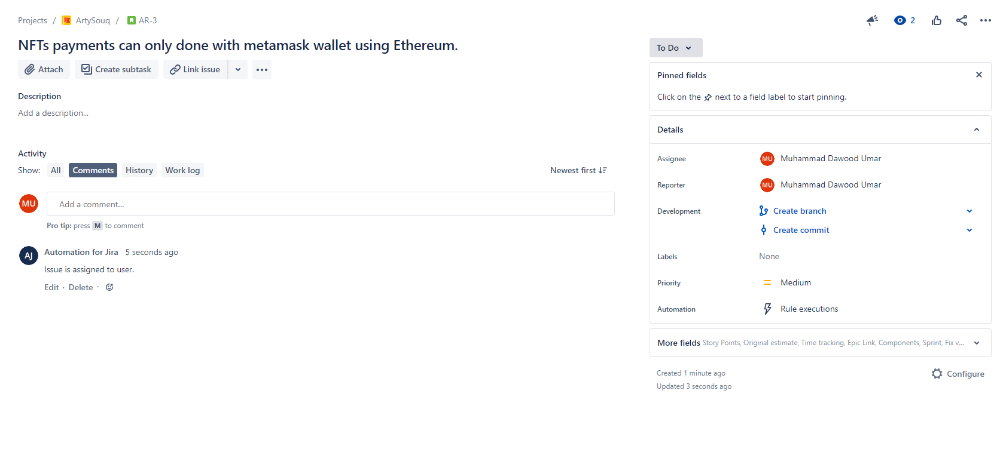 Projects / ArtySouq / AR-3
2
NFTs payments can only done with metamask wallet using Ethereum.
Attach Create subtask Link issue
Description
Add a description...
Activity
Show: All Comments History Work log Newest first
MU Add a comment...
Pro tip: press M to comment
AJ Automation for Jira 5 seconds ago
Issue is assigned to user.
Edit · Delete ·
To Do
Pinned fields
Click on the next to a field label to start pinning.
Details
Assignee MU Muhammad Dawood Umar
Reporter MU Muhammad Dawood Umar
Development Create branch
Create commit
Labels None
Priority Medium
Automation Rule executions
More fields Story Points, Original estimate, Time tracking, Epic Link, Components, Sprint, Fix v...
Created 1 minute ago Configure
Updated 3 seconds ago